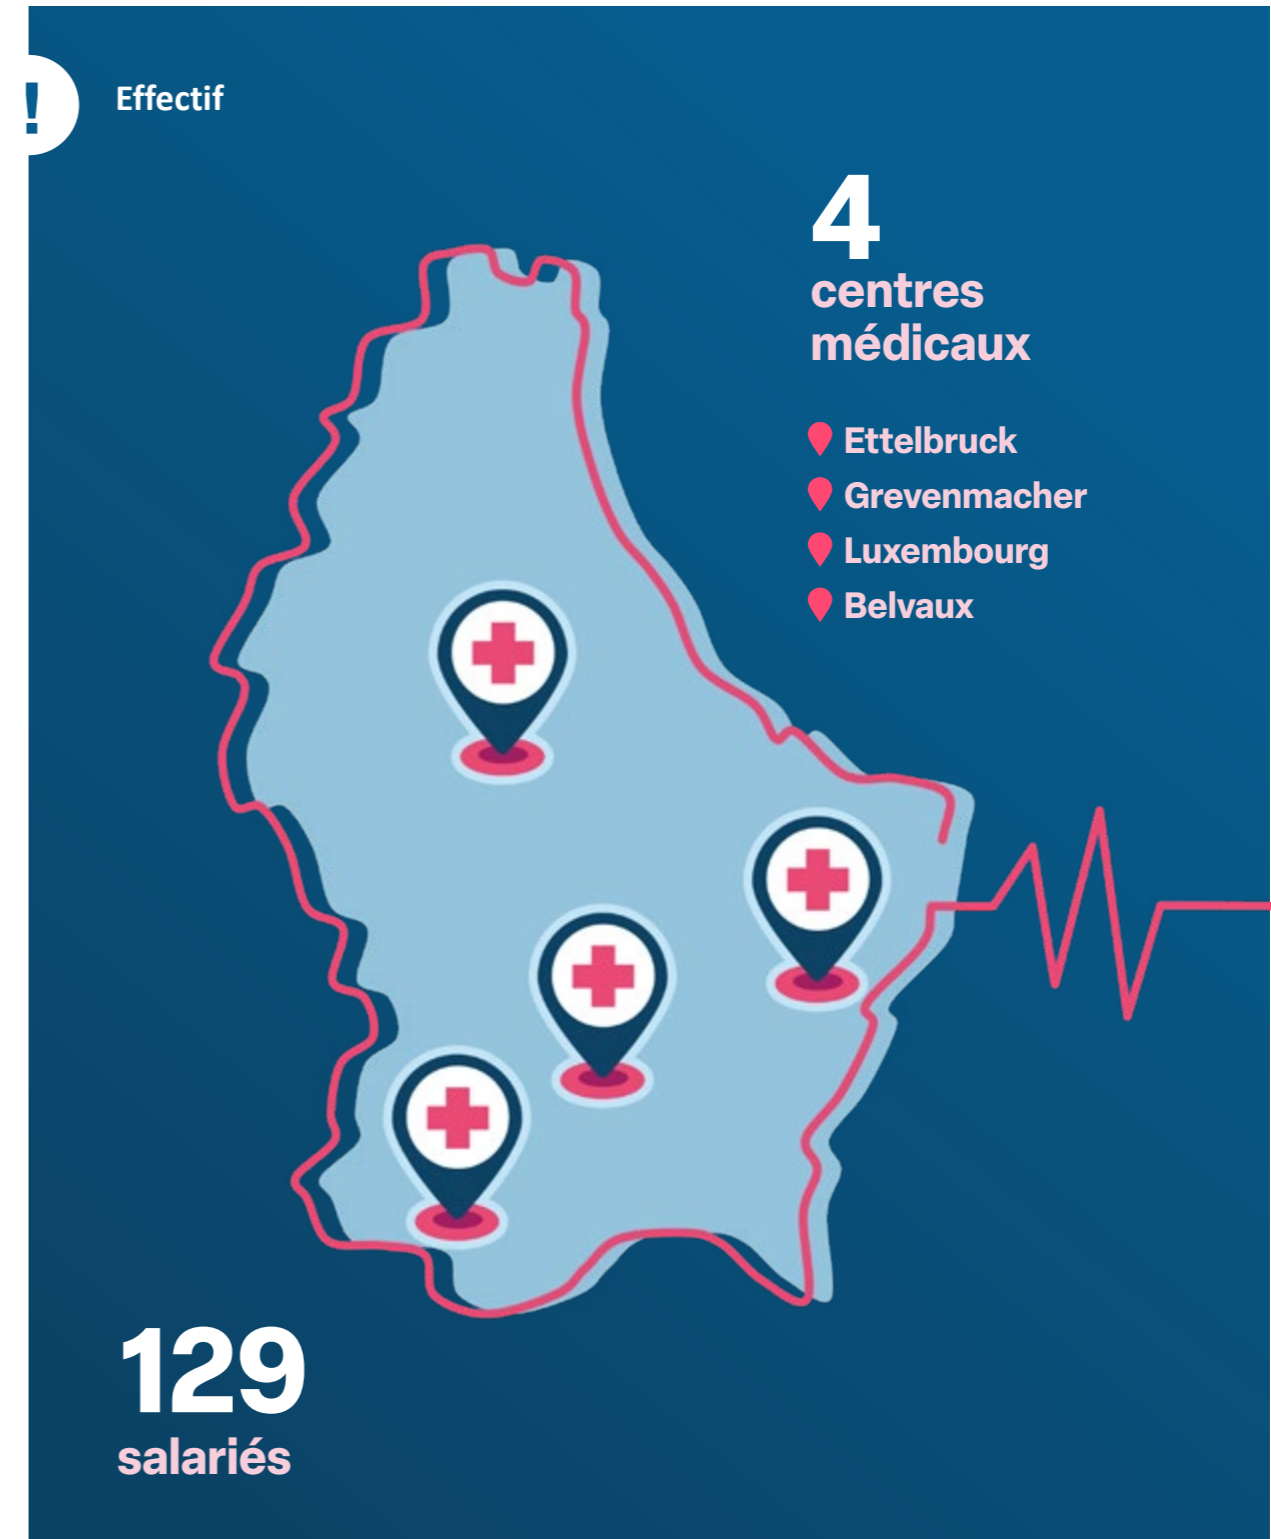 !
Effectif
4
centres
médicaux
Ettelbruck
Grevenmacher
Luxembourg
Belvaux
129
salariés